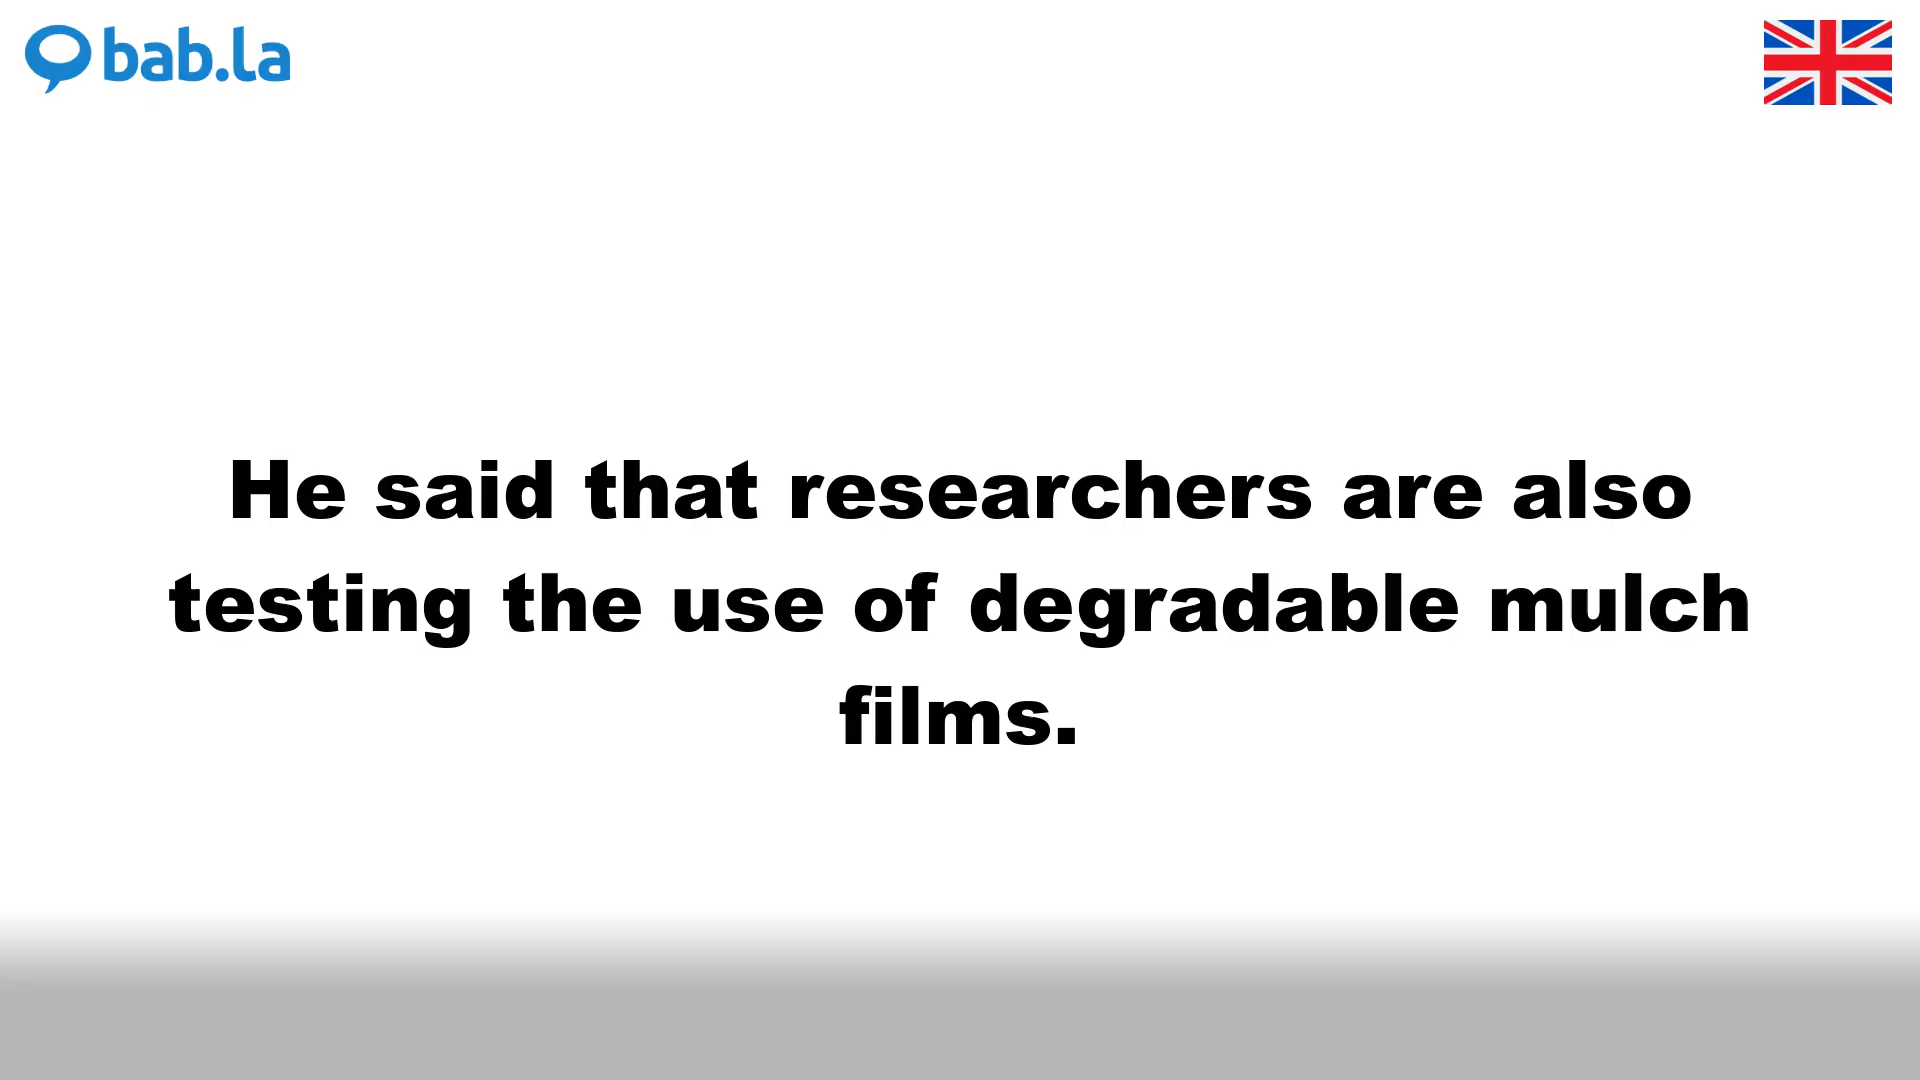 bab.la
He said that researchers are also
testing the use of degradable mulch
films.